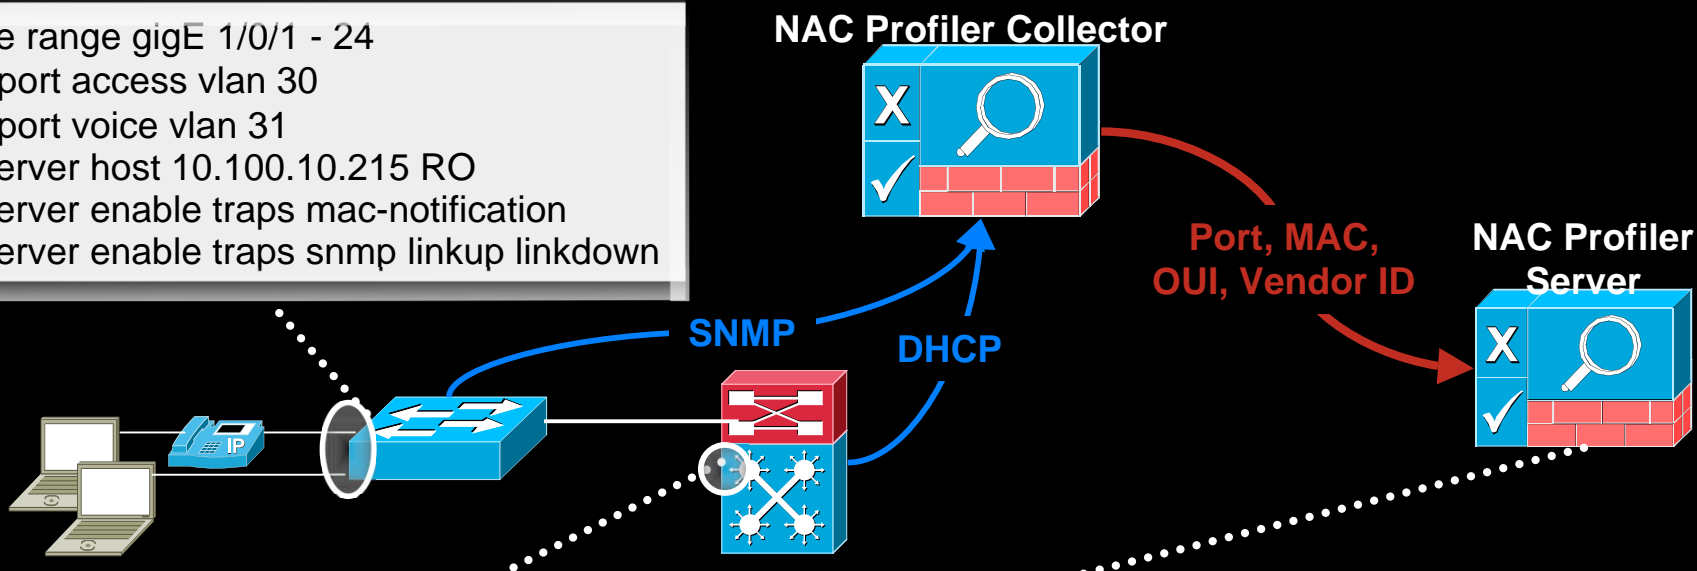 e range gigE 1/0/1 - 24
port access vlan 30
port voice vlan 31
erver host 10.100.10.215 RO
erver enable traps mac-notification
erver enable traps snmp linkup linkdown
NAC Profiler Collector
X
Port, MAC,
OUI, Vendor ID
NAC Profiler
Server
X
SNMP
DHCP
IP